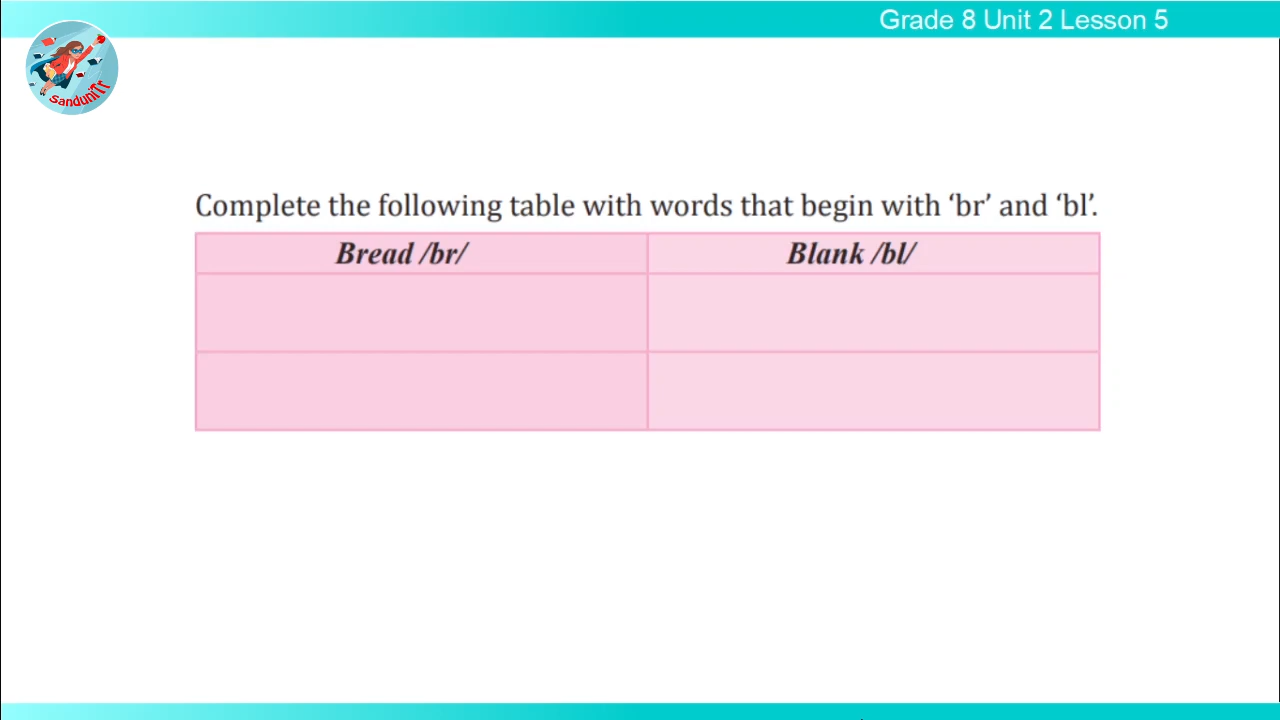 Grade 8 Unit 2 Lesson 5
SanduniTr
Complete the following table with words that begin with ‘br’ and ‘bl’.
Bread /br/
Blank /bl/